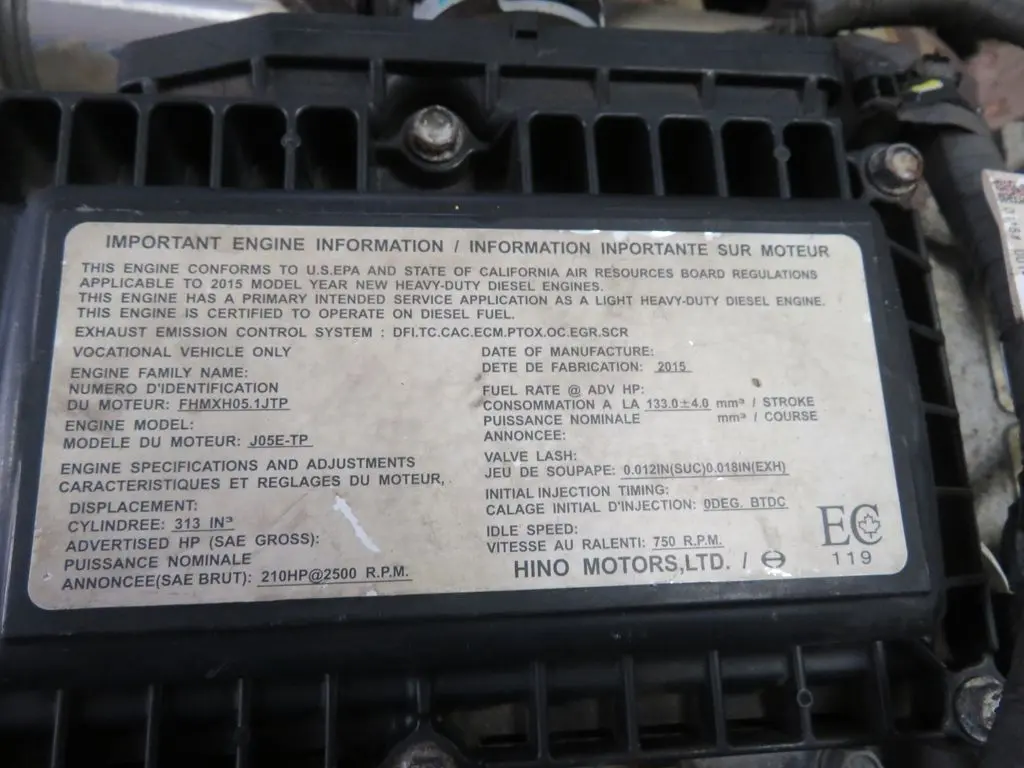 IMPORTANT ENGINE INFORMATION / INFORMATION INPORTANTE SUR MOTEUR
THIS ENGINE CONFORMS TO U.S.EPA AND STATE OF CALIFORNIA AIR RESOURCES BOARD REGULATIONS
APPLICABLE TO 2015 MODEL YEAR NEW HEAVY-DUTY DIESEL ENGINES.
THIS ENGINE HAS A PRIMARY INTENDED SERVICE APPLICATION AS A LIGHT HEAVY-DUTY DIESEL ENGINE.
THIS ENGINE IS CERTIFIED TO OPERATE ON DIESEL FUEL.
EXHAUST EMISSION CONTROL SYSTEM : DFI.TC.CAC.ECM.PTOX.OC.EGR.SCR
VOCATIONAL VEHICLE ONLY
ENGINE FAMILY NAME:
NUMERO D'IDENTIFICATION
DU MOTEUR: FHMXH05.1JTP
ENGINE MODEL:
MODELE DU MOTEUR: J05E-TP
ENGINE SPECIFICATIONS AND ADJUSTMENTS
CARACTERISTIQUES ET REGLAGES DU MOTEUR,
DISPLACEMENT:
CYLINDREE: 313 IN³
ADVERTISED HP (SAE GROSS):
PUISSANCE NOMINALE
ANNONCEE(SAE BRUT): 210HP@2500 R.P.M.
DATE OF MANUFACTURE:
DETE DE FABRICATION: 2015
FUEL RATE @ ADV HP:
CONSOMMATION A LA 133.0±4.0 mm³ / STROKE
PUISSANCE NOMINALE mm³ / COURSE
ANNONCEE:
VALVE LASH:
JEU DE SOUPAPE: 0.012IN(SUC)0.018IN(EXH)
INITIAL INJECTION TIMING:
CALAGE INITIAL D'INJECTION: 0DEG. BTDC
IDLE SPEED:
VITESSE AU RALENTI: 750 R.P.M.
HINO MOTORS,LTD. /
EC
119